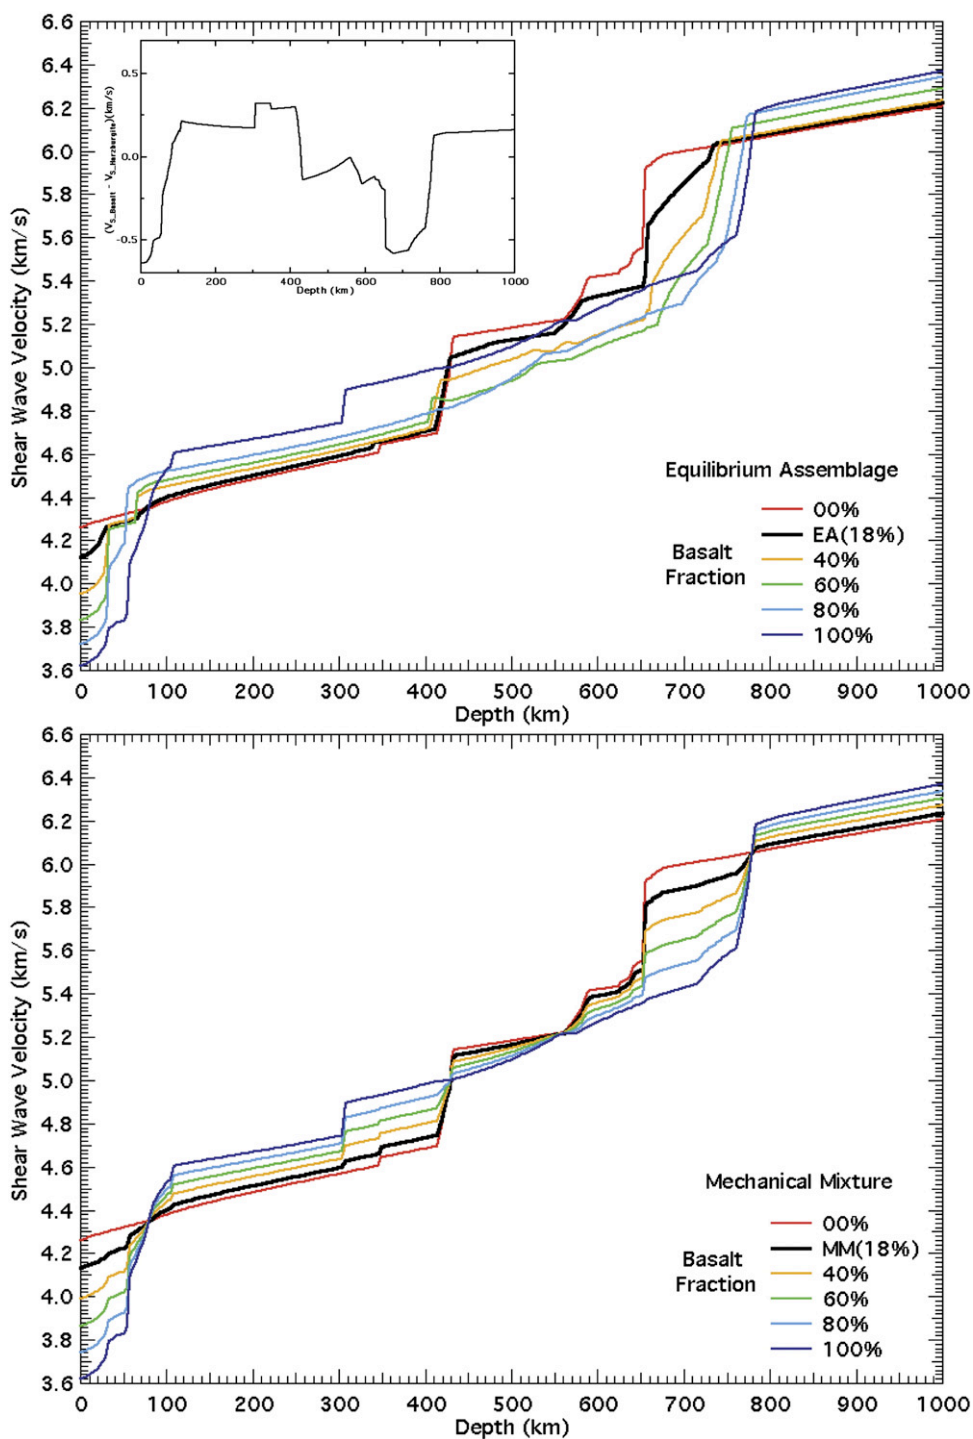 6.6
6.4
6.2
6.0
5.8
5.6
5.4
5.2
5.0
4.8
4.6
4.4
4.2
4.0
3.8
3.6
Shear Wave Velocity (km/s)
0.5
0.0
-0.5
(V S_Basalt - V S_Harzburgite)(km/s)
0 200 400 600 800 1000
Depth (km)
Equilibrium Assemblage
Basalt
Fraction
00%
EA(18%)
40%
60%
80%
100%
0 100 200 300 400 500 600 700 800 900 1000
Depth (km)
6.6
6.4
6.2
6.0
5.8
5.6
5.4
5.2
5.0
4.8
4.6
4.4
4.2
4.0
3.8
3.6
Shear Wave Velocity (km/s)
Mechanical Mixture
Basalt
Fraction
00%
MM(18%)
40%
60%
80%
100%
0 100 200 300 400 500 600 700 800 900 1000
Depth (km)